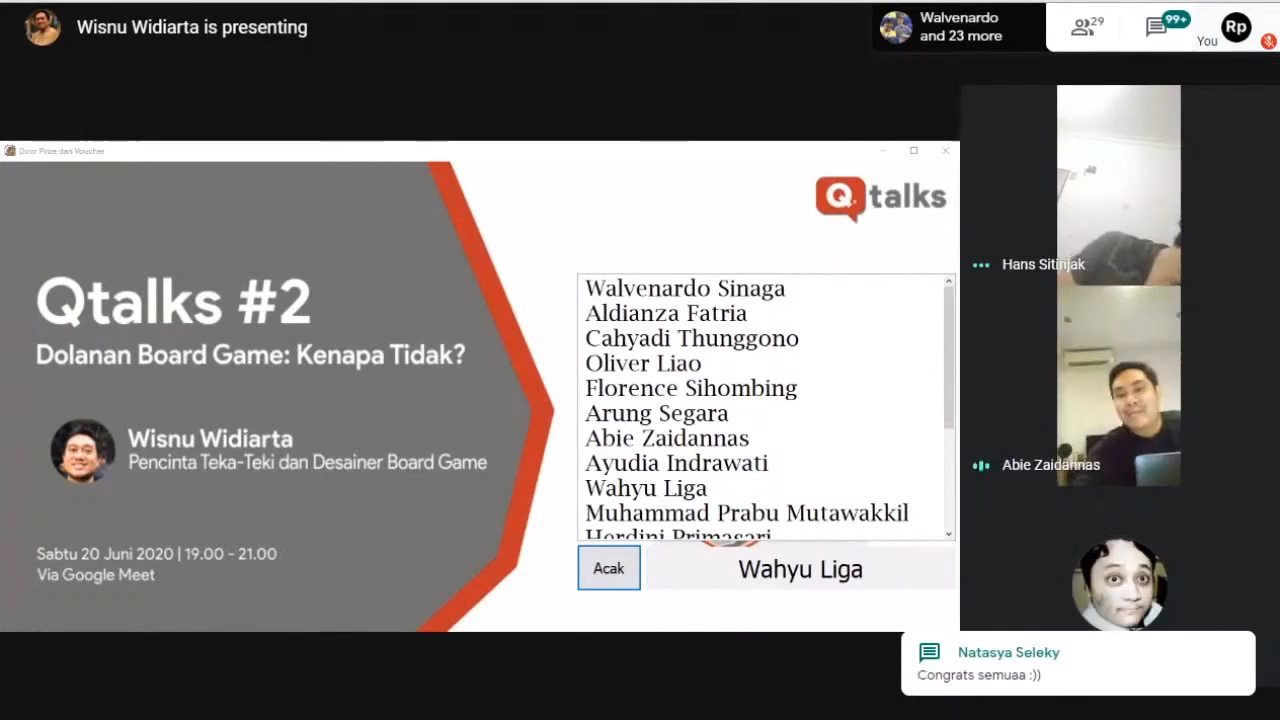 Wisnu Widiarta is presenting
Walvenardo
and 23 more
29
99+
You
Rp
Door Prize dan Voucher
Q. talks
Qtalks #2
Dolanan Board Game: Kenapa Tidak?
Wisnu Widiarta
Pencinta Teka-Teki dan Desainer Board Game
Sabtu 20 Juni 2020 | 19.00 - 21.00
Via Google Meet
Walvenardo Sinaga
Aldianza Fatria
Cahyadi Thunggono
Oliver Liao
Florence Sihombing
Arung Segara
Abie Zaidannas
Ayudia Indrawati
Wahyu Liga
Muhammad Prabu Mutawakkil
Herdini Primasari
Acak
Wahyu Liga
Hans Sitinjak
Abie Zaidannas
Natasya Seleky
Congrats semuaa :))